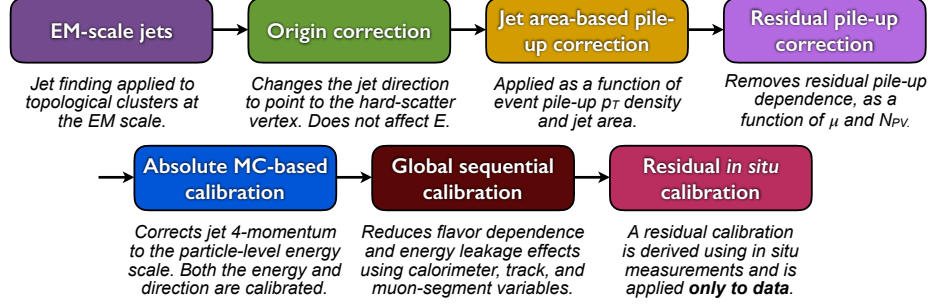 EM-scale jets
Jet finding applied to
topological clusters at
the EM scale.
Origin correction
Changes the jet direction
to point to the hard-scatter
vertex. Does not affect E.
Jet area-based pile-
up correction
Applied as a function of
event pile-up pT density
and jet area.
Residual pile-up
correction
Removes residual pile-up
dependence, as a
function of μ and NPV.
Absolute MC-based
calibration
Corrects jet 4-momentum
to the particle-level energy
scale. Both the energy and
direction are calibrated.
Global sequential
calibration
Reduces flavor dependence
and energy leakage effects
using calorimeter, track, and
muon-segment variables.
Residual in situ
calibration
A residual calibration
is derived using in situ
measurements and is
applied only to data.